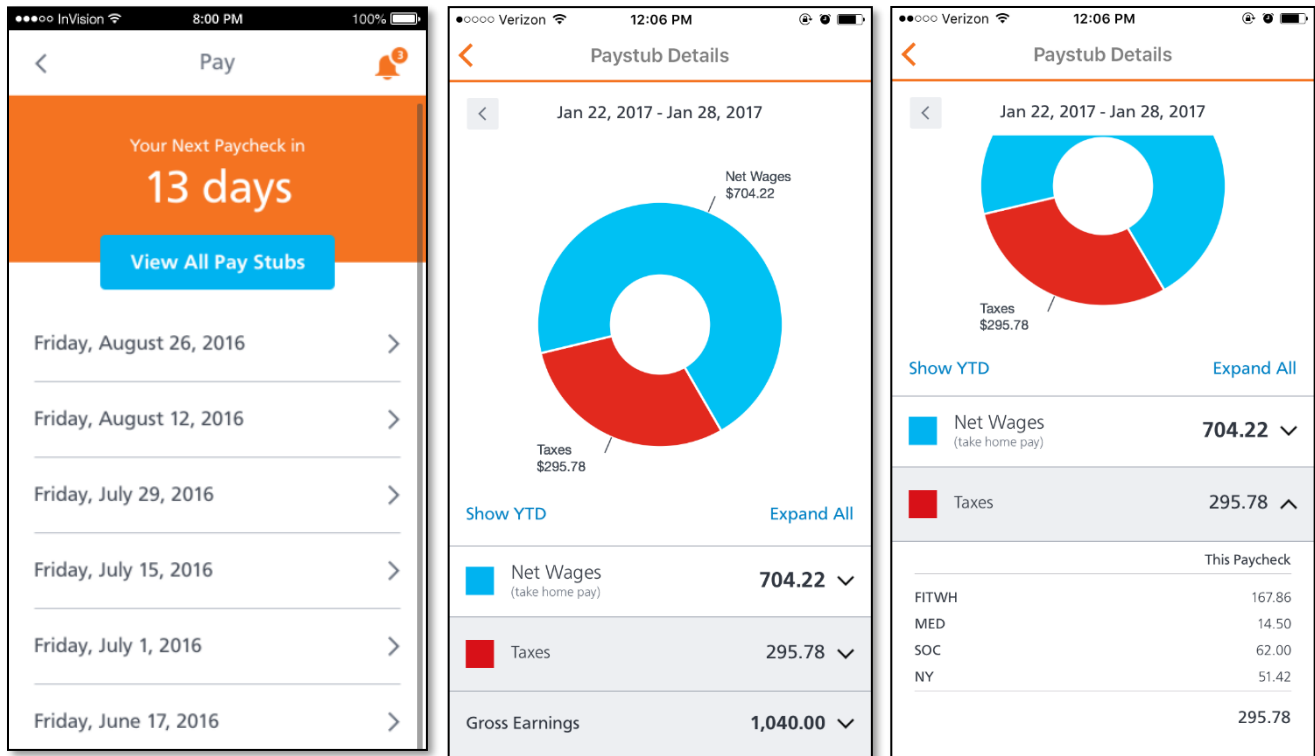 InVision 8:00 PM 100%
Pay
3
Your Next Paycheck in
13 days
View All Pay Stubs
Friday, August 26, 2016
Friday, August 12, 2016
Friday, July 29, 2016
Friday, July 15, 2016
Friday, July 1, 2016
Friday, June 17, 2016
Verizon 12:06 PM
Paystub Details
Jan 22, 2017 - Jan 28, 2017
Net Wages
$704.22
Taxes
$295.78
Show YTD Expand All
Net Wages 704.22
(take home pay)
Taxes 295.78
Gross Earnings 1,040.00
Verizon 12:06 PM
Paystub Details
Jan 22, 2017 - Jan 28, 2017
Taxes
$295.78
Show YTD Expand All
Net Wages 704.22
(take home pay)
Taxes 295.78
This Paycheck
FITWH 167.86
MED 14.50
SOC 62.00
NY 51.42
295.78